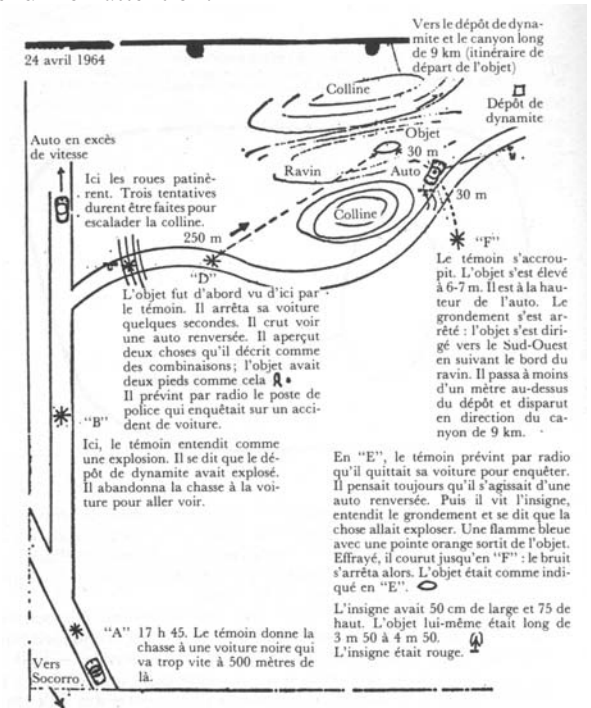 Vers le dépôt de dyna-
mite et le canyon long
de 9 km (itinéraire de
départ de l'objet)
24 avril 1964
Colline
Dépôt de
dynamite
Objet
30 m
Auto en excès
de vitesse
Ravin
Auto
Ici les roues patinè-
rent. Trois tentatives
durent être faites pour
escalader la colline.
30 m
Colline
250 m
"D"
"F"
L'objet fut d'abord vu d'ici par
le témoin. Il arrêta sa voiture
quelques secondes. Il crut voir
une auto renversée. Il aperçut
deux choses qu'il décrit comme
des combinaisons; l'objet avait
deux pieds comme cela
Il prévint par radio le poste de
police qui enquêtait sur un acci-
dent de voiture.
Le témoin s'accrou-
pit. L'objet s'est élevé
à 6-7 m. Il est à la hau-
teur de l'auto. Le
grondement s'est ar-
rêté : l'objet s'est diri-
gé vers le Sud-Ouest
en suivant le bord du
ravin. Il passa à moins
d'un mètre au-dessus
du dépôt et disparut
en direction du ca-
nyon de 9 km.
"B"
Ici, le témoin entendit comme
une explosion. Il se dit que le dé-
pôt de dynamite avait explosé.
Il abandonna la chasse à la voi-
ture pour aller voir.
En "E", le témoin prévint par radio
qu'il quittait sa voiture pour enquêter.
Il pensait toujours qu'il s'agissait d'une
auto renversée. Puis il vit l'insigne,
entendit le grondement et se dit que la
chose allait exploser. Une flamme bleue
avec une pointe orange sortit de l'objet.
Effrayé, il courut jusqu'en "F" : le bruit
s'arrêta alors. L'objet était comme indi-
qué en "E".
L'insigne avait 50 cm de large et 75 de
haut. L'objet lui-même était long de
3 m 50 à 4 m 50.
L'insigne était rouge.
"A" 17 h 45. Le témoin donne la
chasse à une voiture noire qui
va trop vite à 500 mètres de
là.
Vers
Socorro